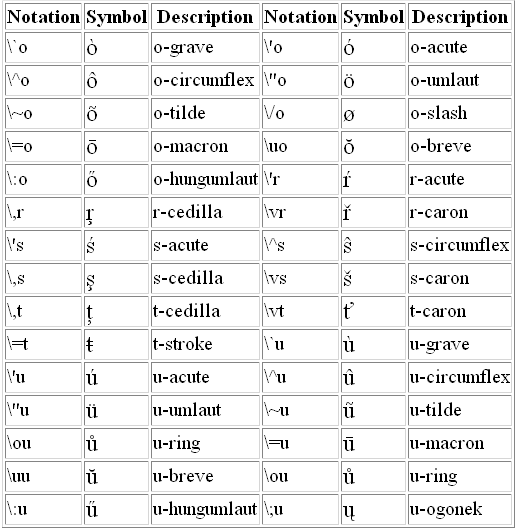 Notation Symbol Description Notation Symbol Description
\`o ò o-grave \'o ó o-acute
\^o ô o-circumflex \"o ö o-umlaut
\~o õ o-tilde \/o ø o-slash
\=o ō o-macron \uo ŏ o-breve
\:o ő o-hungumlaut \'r ŕ r-acute
\,r ŗ r-cedilla \vr ř r-caron
\'s ś s-acute \^s ŝ s-circumflex
\,s ş s-cedilla \vs š s-caron
\,t ţ t-cedilla \vt ť t-caron
\=t ŧ t-stroke \`u ù u-grave
\'u ú u-acute \^u û u-circumflex
\"u ü u-umlaut \~u ũ u-tilde
\ou ů u-ring \=u ū u-macron
\uu ŭ u-breve \ou ů u-ring
\:u ű u-hungumlaut \;u ų u-ogonek